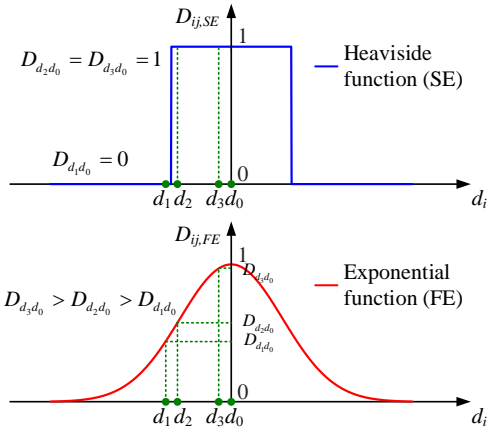 D_{ij,SE}
1
D_{d_2d_0} = D_{d_3d_0} = 1
Heaviside
function (SE)
D_{d_1d_0} = 0
0
d_1 d_2 d_3 d_0 d_i
D_{ij,FE}
1
D_{d_3d_0}
Exponential
function (FE)
D_{d_3d_0} > D_{d_2d_0} > D_{d_1d_0}
D_{d_2d_0}
D_{d_1d_0}
0
d_1 d_2 d_3 d_0 d_i